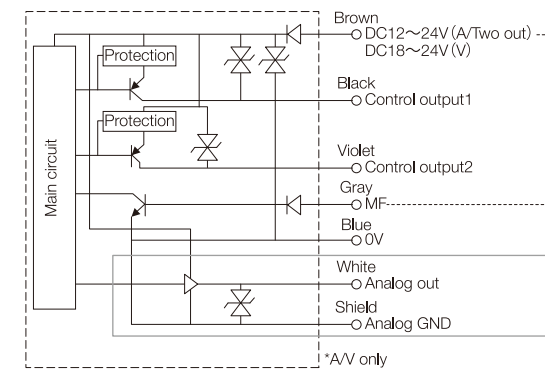 Brown
DC12～24V (A/Two out)
DC18～24V (V)
Protection
Black
Control output1
Protection
Violet
Control output2
Main circuit
Gray
MF
Blue
0V
White
Analog out
Shield
Analog GND
*A/V only